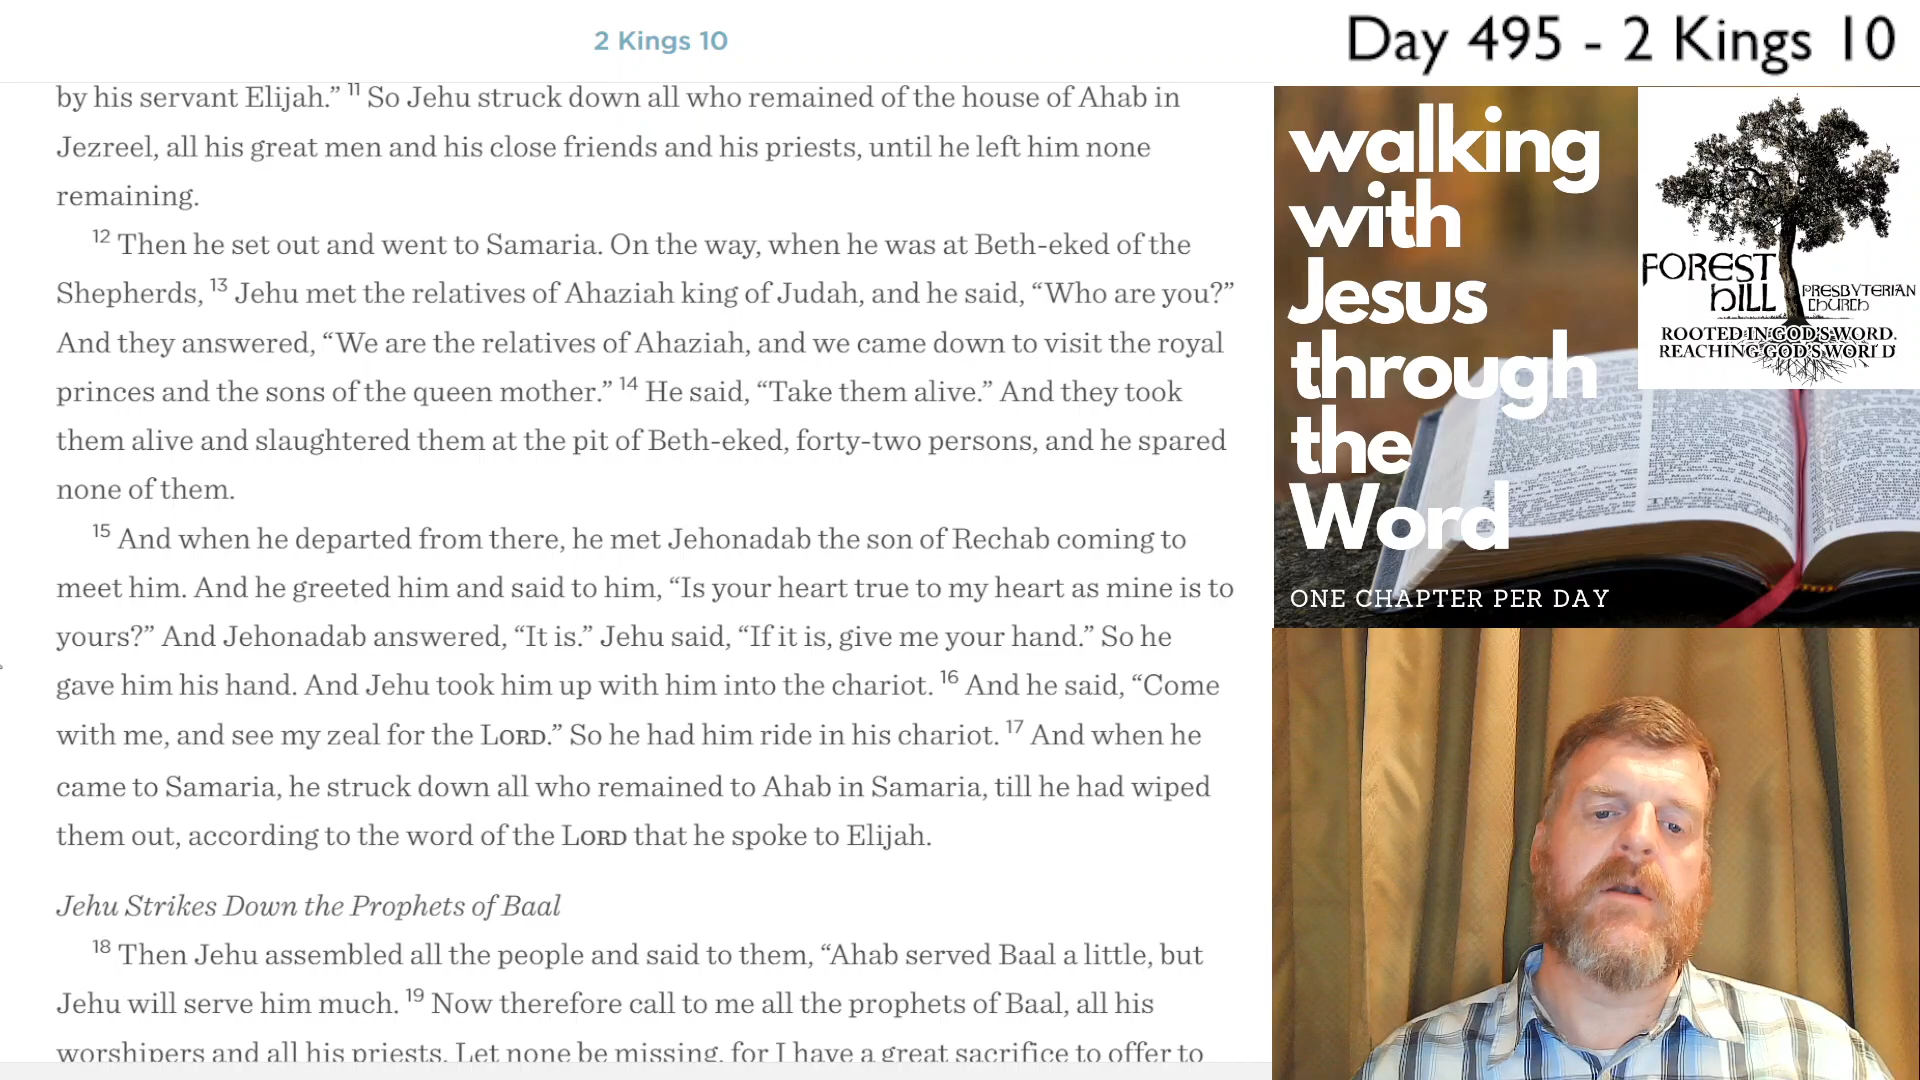 2 Kings 10
Day 495 - 2 Kings 10
by his servant Elijah.” 11 So Jehu struck down all who remained of the house of Ahab in
Jezreel, all his great men and his close friends and his priests, until he left him none
remaining.
12 Then he set out and went to Samaria. On the way, when he was at Beth-eked of the
Shepherds, 13 Jehu met the relatives of Ahaziah king of Judah, and he said, “Who are you?”
And they answered, “We are the relatives of Ahaziah, and we came down to visit the royal
princes and the sons of the queen mother.” 14 He said, “Take them alive.” And they took
them alive and slaughtered them at the pit of Beth-eked, forty-two persons, and he spared
none of them.
15 And when he departed from there, he met Jehonadab the son of Rechab coming to
meet him. And he greeted him and said to him, “Is your heart true to my heart as mine is to
yours?” And Jehonadab answered, “It is.” Jehu said, “If it is, give me your hand.” So he
gave him his hand. And Jehu took him up with him into the chariot. 16 And he said, “Come
with me, and see my zeal for the LORD.” So he had him ride in his chariot. 17 And when he
came to Samaria, he struck down all who remained to Ahab in Samaria, till he had wiped
them out, according to the word of the LORD that he spoke to Elijah.
Jehu Strikes Down the Prophets of Baal
18 Then Jehu assembled all the people and said to them, “Ahab served Baal a little, but
Jehu will serve him much. 19 Now therefore call to me all the prophets of Baal, all his
worshipers and all his priests. Let none be missing, for I have a great sacrifice to offer to
walking
with
Jesus
through
the
Word
ONE CHAPTER PER DAY
FOREST
HILL
PRESBYTERIAN
CHURCH
ROOTED IN GOD'S WORD.
REACHING GOD'S WORLD